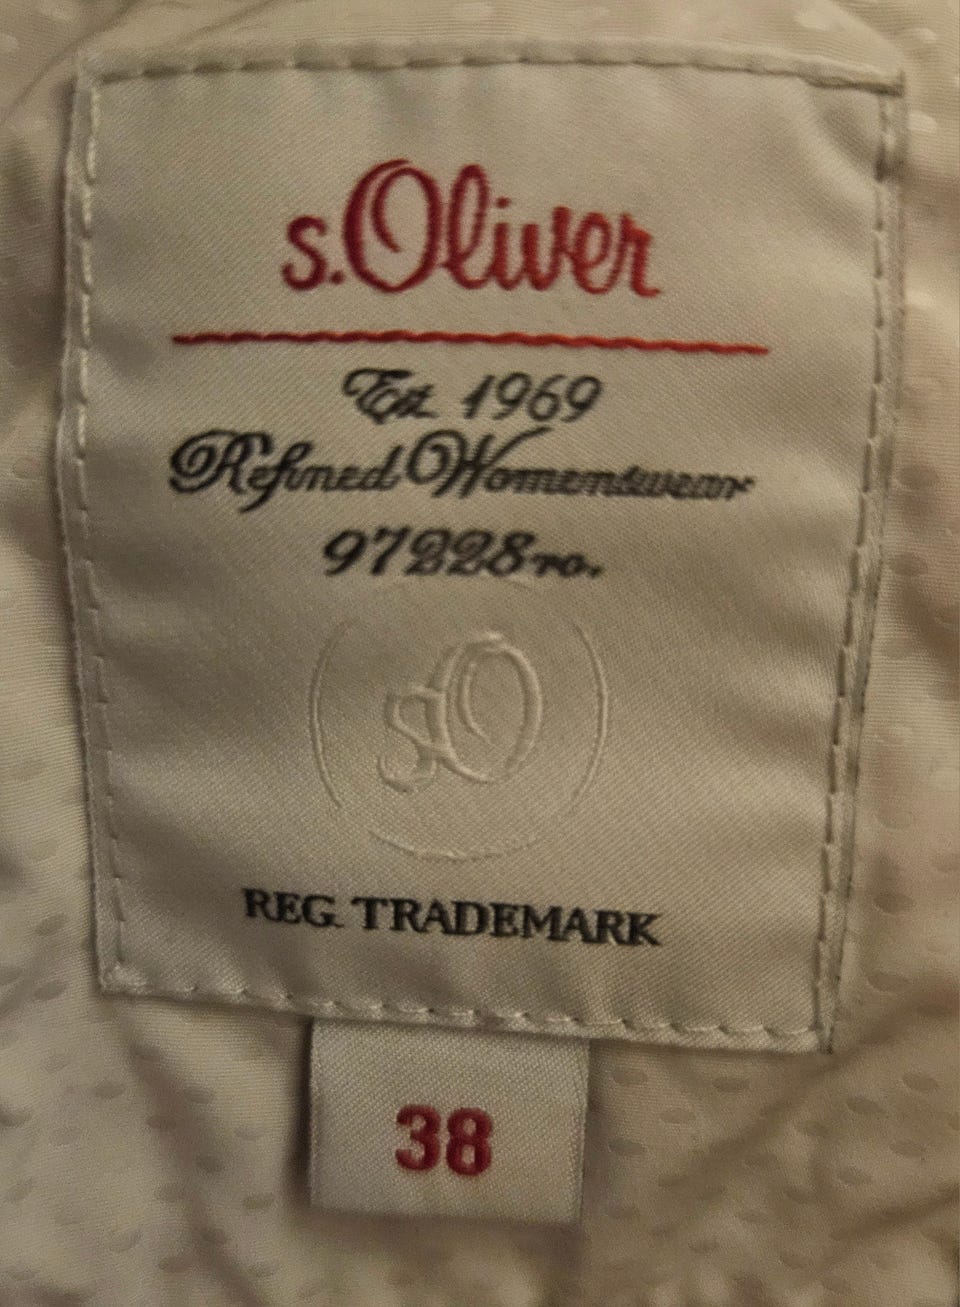 s.Oliver
Est 1969
Refined Womenswear
97228 ro.
sO
REG. TRADEMARK
38